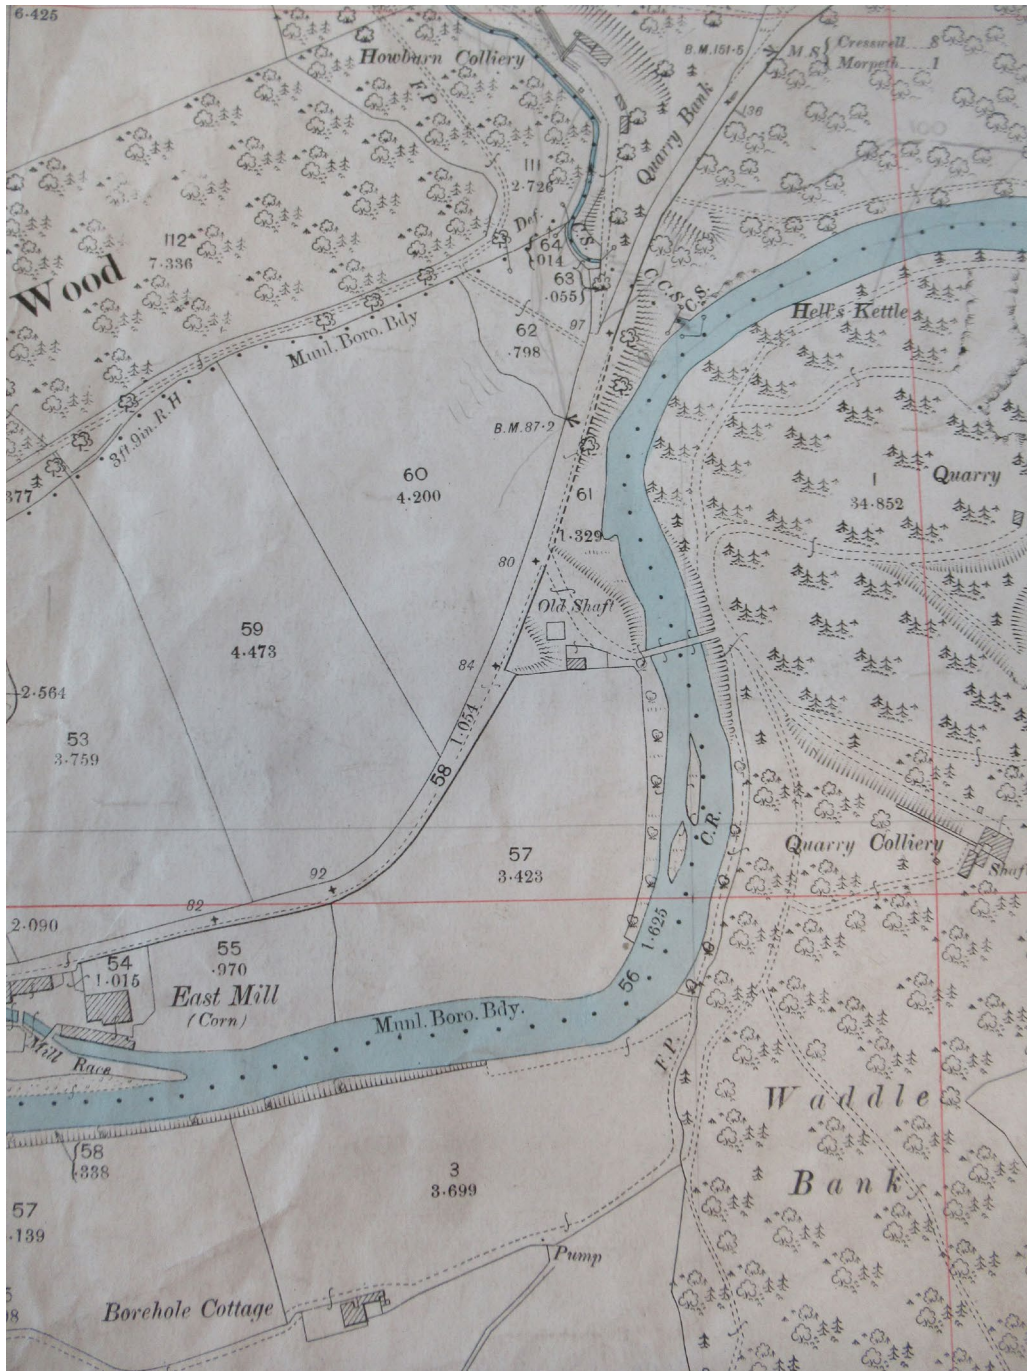 6·425
Howburn Colliery
B.M.151·5
M.S
Cresswell 8
Morpeth 1
F.P.
Quarry Bank
136
111
2·726
Def.
112
7·336
Wood
64
·014
F.S.
63
·055
C.C.S.
C.S.
Hell's Kettle
62
·798
97
Munl. Boro. Bdy
3ft.9in.R.H
B.M.87·2
377
60
4·200
61
1·329
Quarry
1
34·852
80
Old Shaft
59
4·473
84
2·564
53
3·759
58 1·054
C.R.
57
3·423
Quarry Colliery
Shaft
92
82
2·090
54
1·015
55
·970
East Mill
(Corn)
56 1·625
Munl. Boro. Bdy.
Mill Race
F.P.
Waddle
Bank
58
·338
3
3·699
57
·139
Pump
Borehole Cottage